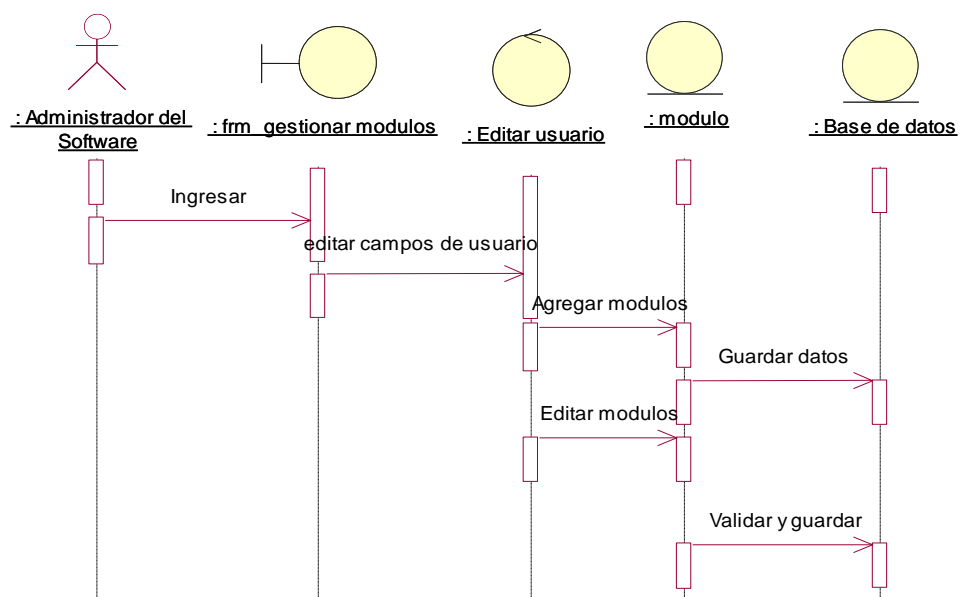 : Administrador del
Software
: frm_gestionar modulos
: Editar usuario
: modulo
: Base de datos
Ingresar
editar campos de usuario
Agregar modulos
Guardar datos
Editar modulos
Validar y guardar